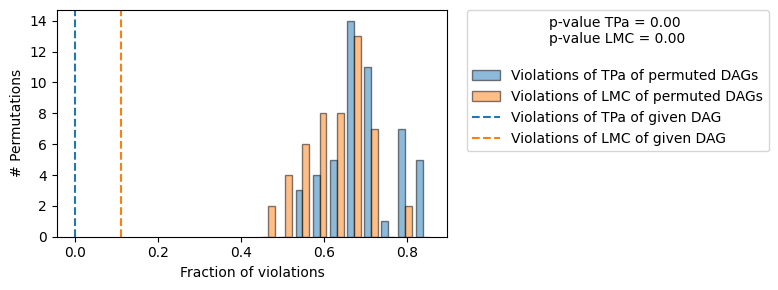 p-value TPa = 0.00
p-value LMC = 0.00
Violations of TPa of permuted DAGs
Violations of LMC of permuted DAGs
Violations of TPa of given DAG
Violations of LMC of given DAG
# Permutations
14
12
10
8
6
4
2
0
0.0 0.2 0.4 0.6 0.8
Fraction of violations